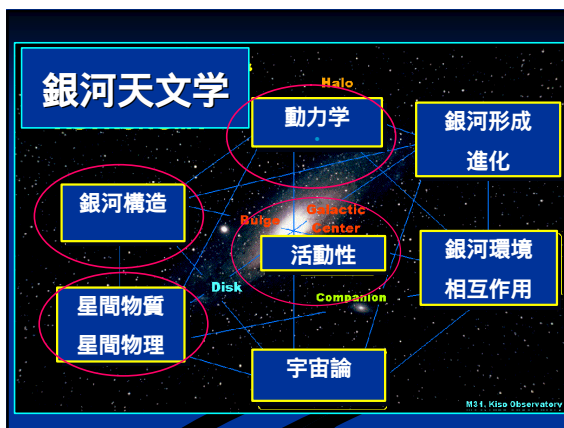 銀河天文学
Halo
動力学
銀河形成
進化
銀河構造
Bulge
Galactic
Center
活動性
銀河環境
相互作用
Disk
Companion
星間物質
星間物理
宇宙論
M31. Kiso Observatory